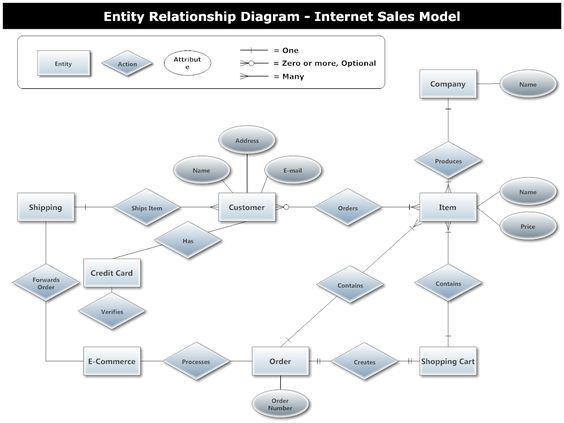 Entity Relationship Diagram - Internet Sales Model
Entity
Action
Attribut
e
= One
= Zero or more, Optional
= Many
Company
Name
Address
Produces
Name
E-mail
Name
Shipping
Ships Item
Customer
Orders
Item
Price
Has
Credit Card
Forwards
Order
Contains
Contains
Verifies
E-Commerce
Processes
Order
Creates
Shopping Cart
Order
Number